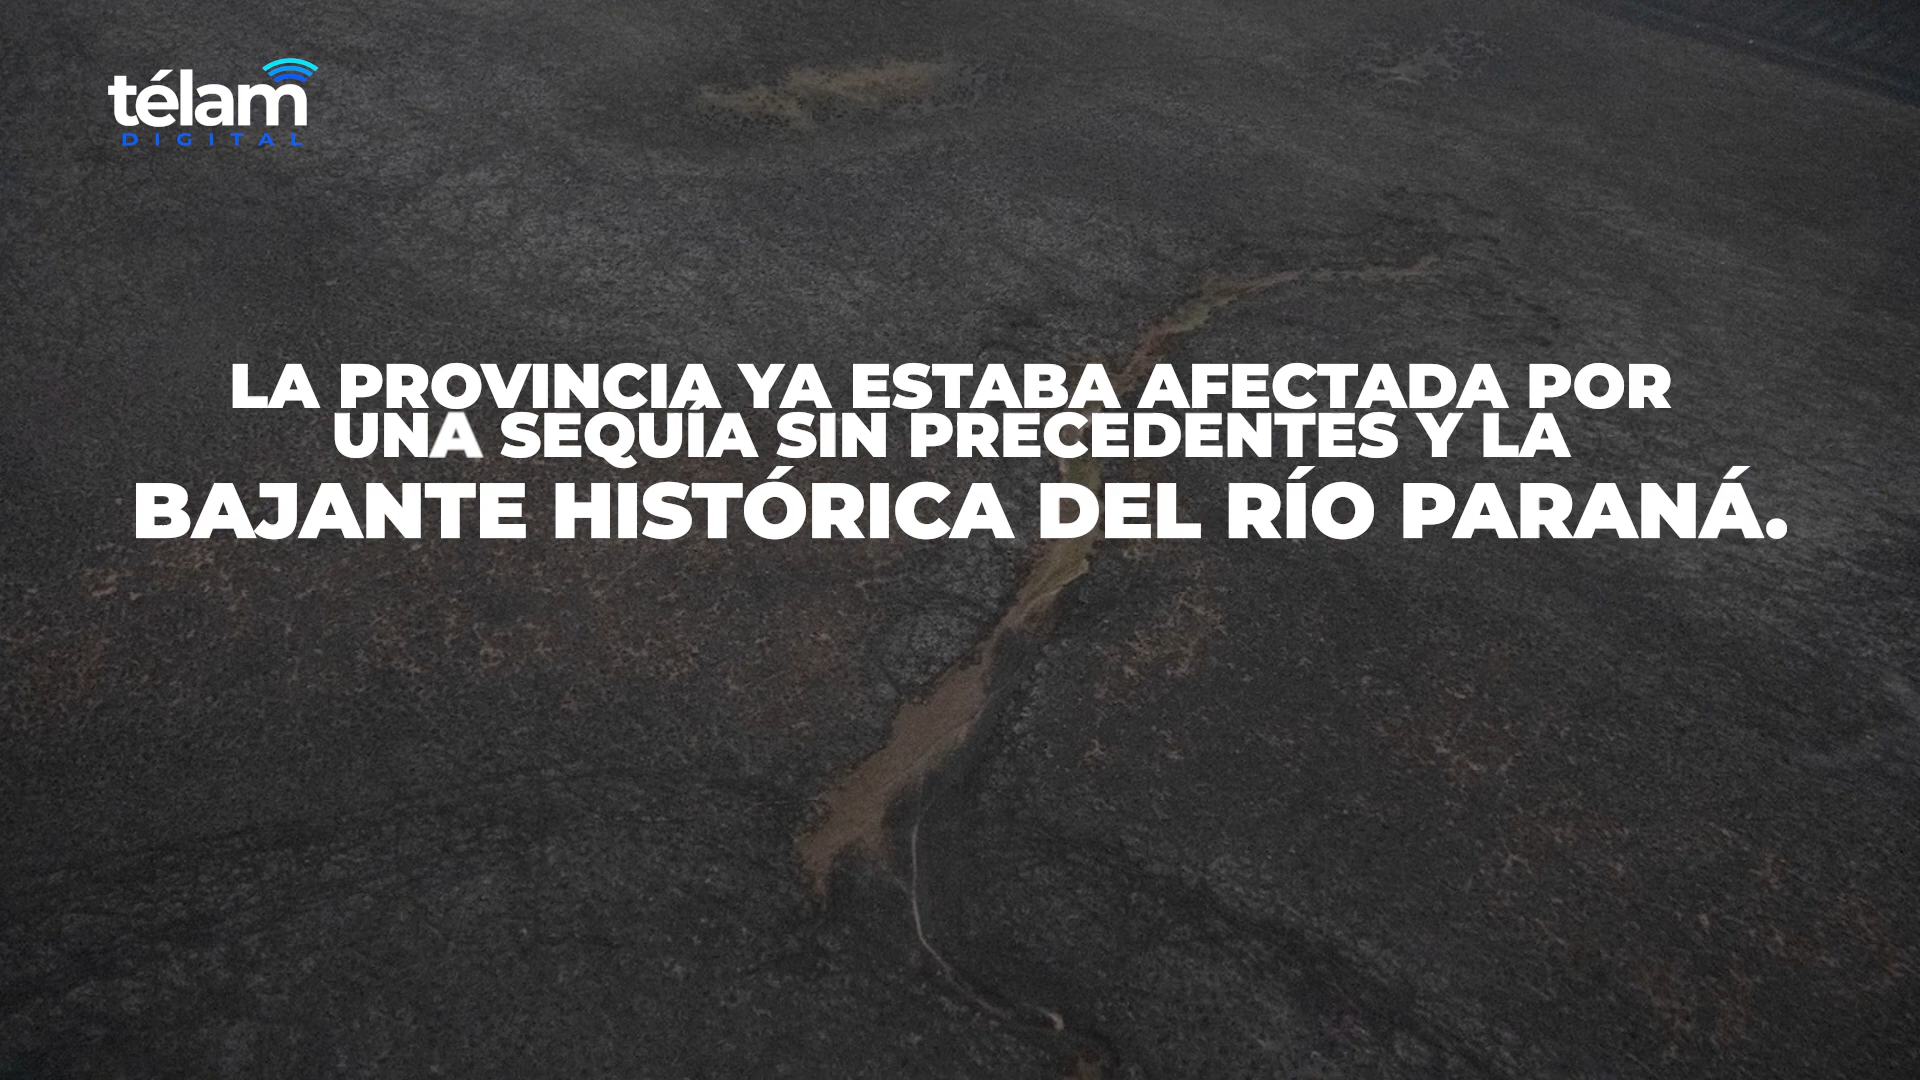 télam
DIGITAL
LA PROVINCIA YA ESTABA AFECTADA POR
UNA SEQUÍA SIN PRECEDENTES Y LA
BAJANTE HISTÓRICA DEL RÍO PARANÁ.